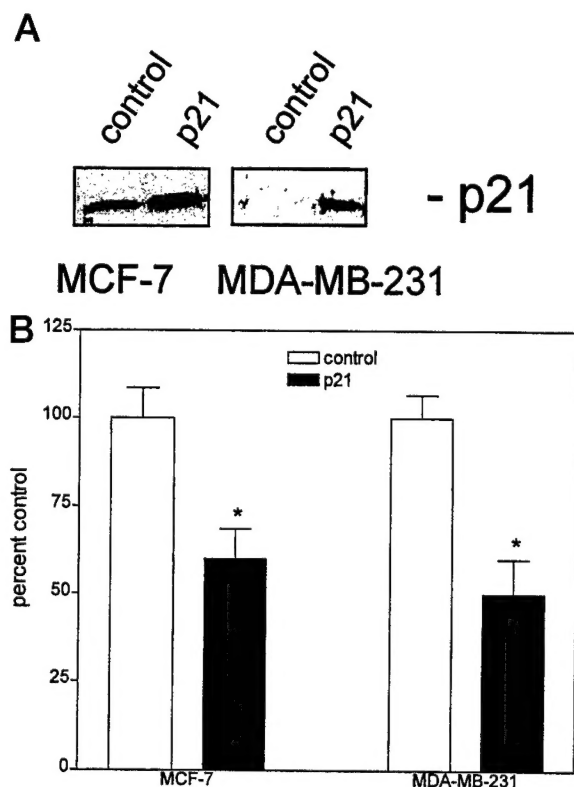 A
control p21 control p21
- p21
MCF-7 MDA-MB-231
B
125
100
75
50
25
0
percent control
control
p21
*
*
MCF-7 MDA-MB-231